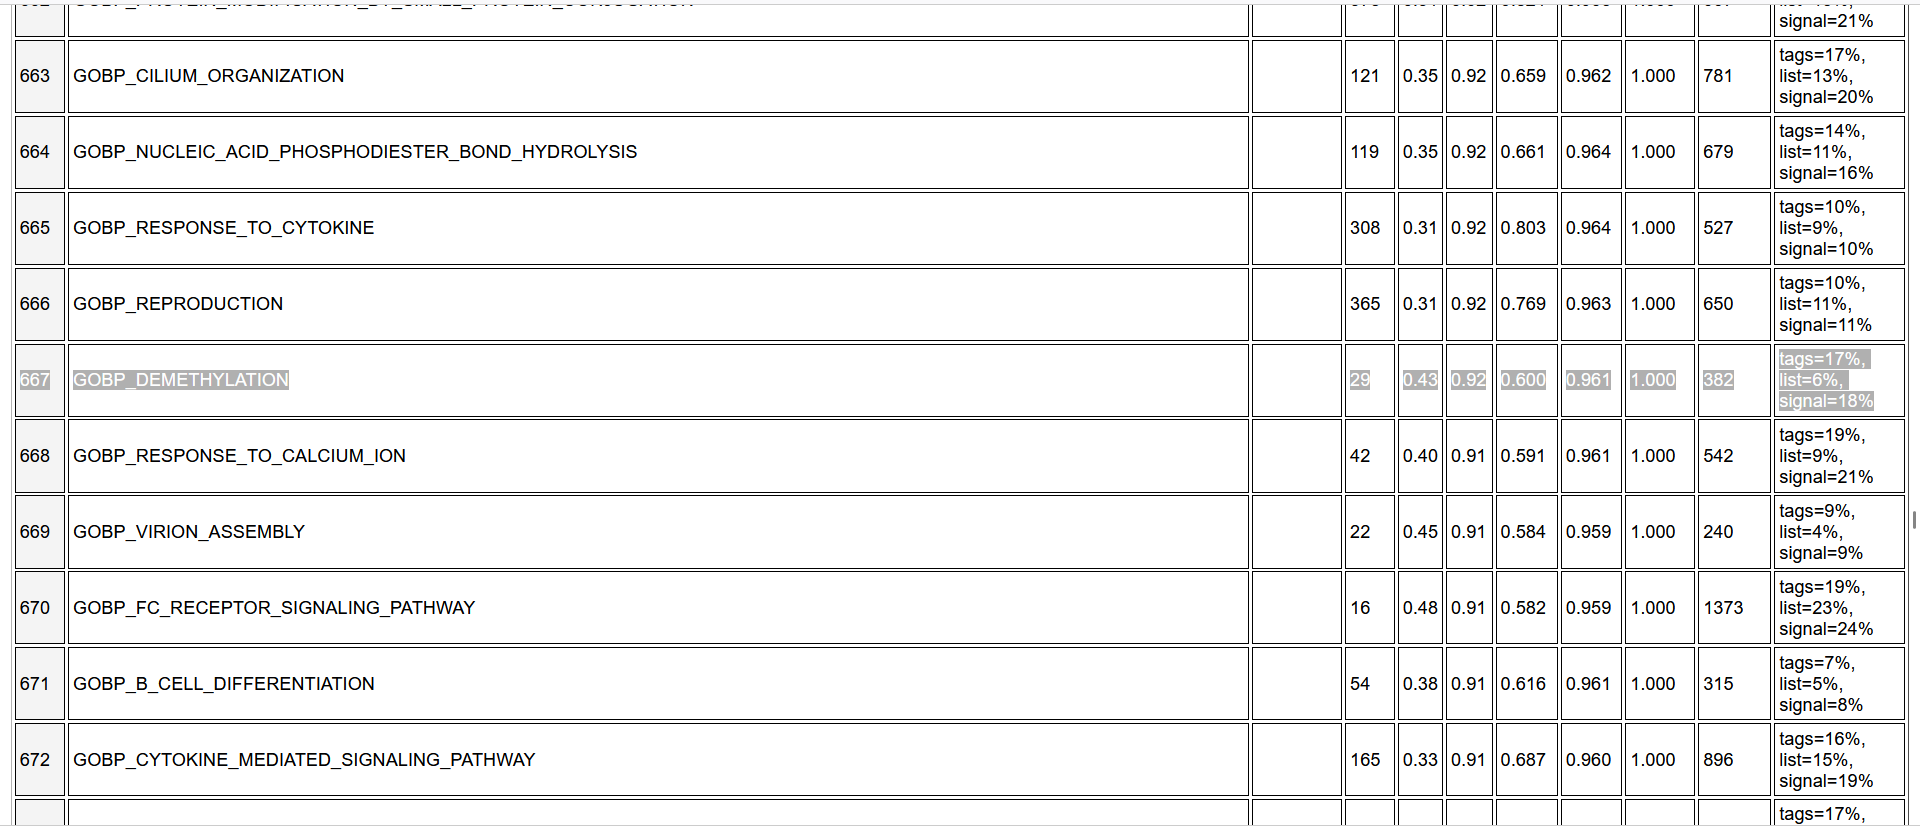 signal=21%
663 GOBP_CILIUM_ORGANIZATION 121 0.35 0.92 0.659 0.962 1.000 781 tags=17%,
list=13%,
signal=20%
664 GOBP_NUCLEIC_ACID_PHOSPHODIESTER_BOND_HYDROLYSIS 119 0.35 0.92 0.661 0.964 1.000 679 tags=14%,
list=11%,
signal=16%
665 GOBP_RESPONSE_TO_CYTOKINE 308 0.31 0.92 0.803 0.964 1.000 527 tags=10%,
list=9%,
signal=10%
666 GOBP_REPRODUCTION 365 0.31 0.92 0.769 0.963 1.000 650 tags=10%,
list=11%,
signal=11%
667 GOBP_DEMETHYLATION 29 0.43 0.92 0.600 0.961 1.000 382 tags=17%,
list=6%,
signal=18%
668 GOBP_RESPONSE_TO_CALCIUM_ION 42 0.40 0.91 0.591 0.961 1.000 542 tags=19%,
list=9%,
signal=21%
669 GOBP_VIRION_ASSEMBLY 22 0.45 0.91 0.584 0.959 1.000 240 tags=9%,
list=4%,
signal=9%
670 GOBP_FC_RECEPTOR_SIGNALING_PATHWAY 16 0.48 0.91 0.582 0.959 1.000 1373 tags=19%,
list=23%,
signal=24%
671 GOBP_B_CELL_DIFFERENTIATION 54 0.38 0.91 0.616 0.961 1.000 315 tags=7%,
list=5%,
signal=8%
672 GOBP_CYTOKINE_MEDIATED_SIGNALING_PATHWAY 165 0.33 0.91 0.687 0.960 1.000 896 tags=16%,
list=15%,
signal=19%
tags=17%,